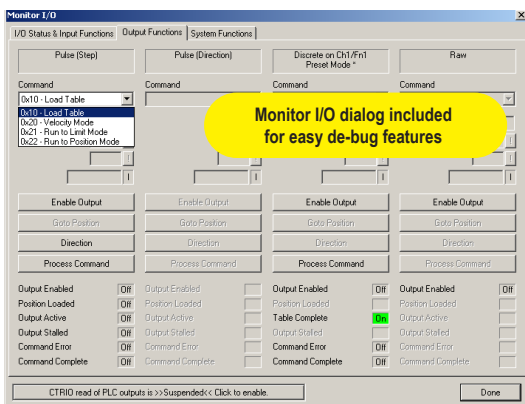 Monitor I/O
I/O Status & Input Functions Output Functions System Functions
Pulse (Step) Pulse (Direction) Discrete on Ch1/Fn1 Raw
Preset Mode *
Command Command Command Command
0x10 - Load Table
0x10 - Load Table
0x20 - Velocity Mode
0x21 - Run to Limit Mode
0x22 - Run to Position Mode
Monitor I/O dialog included
for easy de-bug features
Enable Output Enable Output Enable Output Enable Output
Goto Position Goto Position Goto Position Goto Position
Direction Direction Direction Direction
Process Command Process Command Process Command Process Command
Output Enabled Off Output Enabled Output Enabled Off Output Enabled Off
Position Loaded Off Position Loaded Position Loaded Position Loaded
Output Active Off Output Active Table Complete On Output Active
Output Stalled Off Output Stalled Output Stalled Output Stalled
Command Error Off Command Error Command Error Off Command Error
Command Complete Off Command Complete Command Complete Off Command Complete
CTRIO read of PLC outputs is >>Suspended<< Click to enable. Done